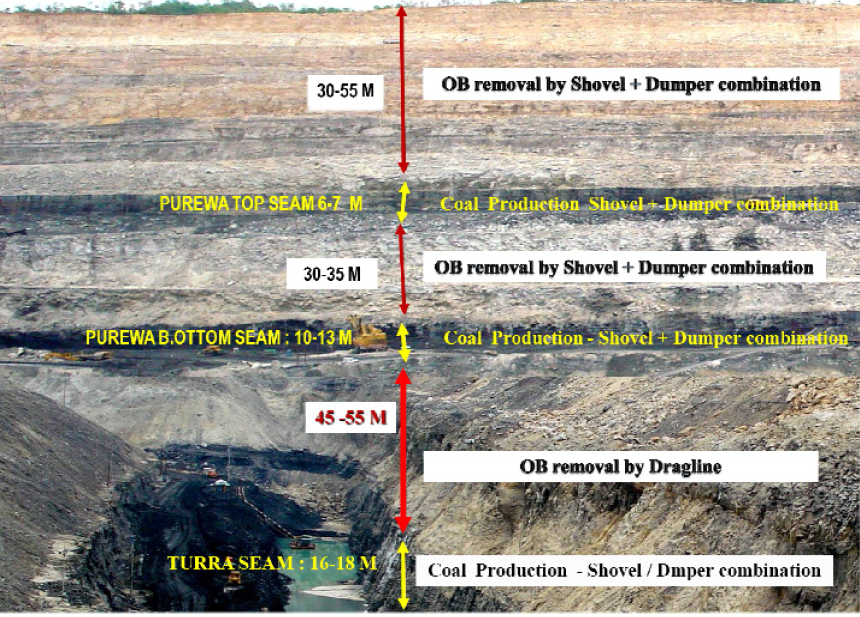 30-55 M
OB removal by Shovel + Dumper combination
PUREWA TOP SEAM 6-7 M
Coal Production Shovel + Dumper combination
30-35 M
OB removal by Shovel + Dumper combination
PUREWA B.OTTOM SEAM : 10-13 M
Coal Production - Shovel + Dumper combination
45 -55 M
OB removal by Dragline
TURRA SEAM : 16-18 M
Coal Production - Shovel / Dmper combination